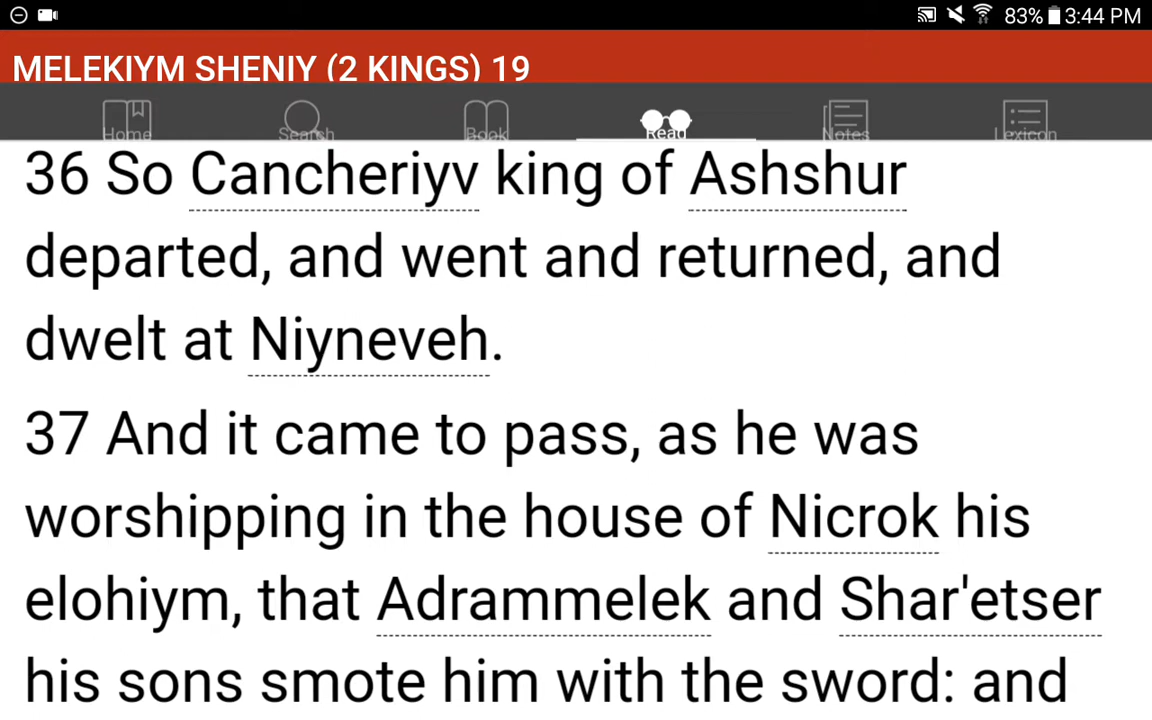 83% 3:44 PM
MELEKIYM SHENIY (2 KINGS) 19
Home Search Book Read Notes Lexicon
36 So Cancheriyv king of Ashshur
departed, and went and returned, and
dwelt at Niyneveh.
37 And it came to pass, as he was
worshipping in the house of Nicrok his
elohiym, that Adrammelek and Shar'etser
his sons smote him with the sword: and